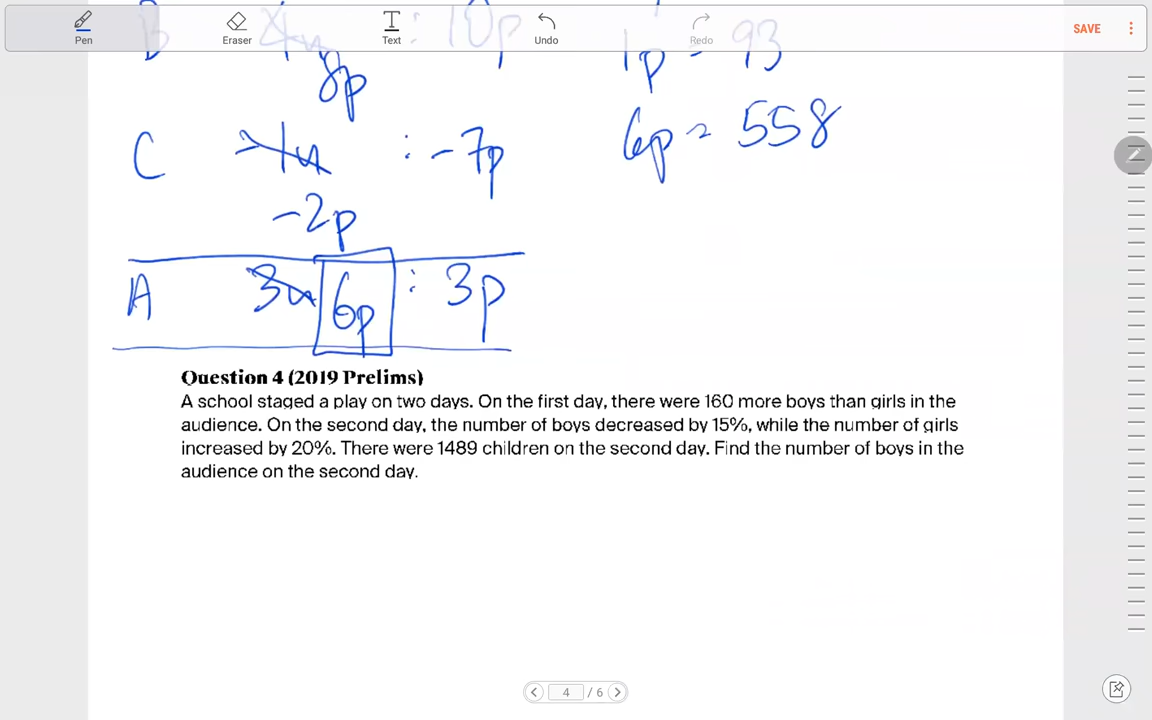 Pen Eraser Text Undo Redo SAVE
B 4u : 10p 1p = 93
8p
C -1u : -7p 6p = 558
-2p
A 3u 6p : 3p
Question 4 (2019 Prelims)
A school staged a play on two days. On the first day, there were 160 more boys than girls in the
audience. On the second day, the number of boys decreased by 15%, while the number of girls
increased by 20%. There were 1489 children on the second day. Find the number of boys in the
audience on the second day.
4 / 6